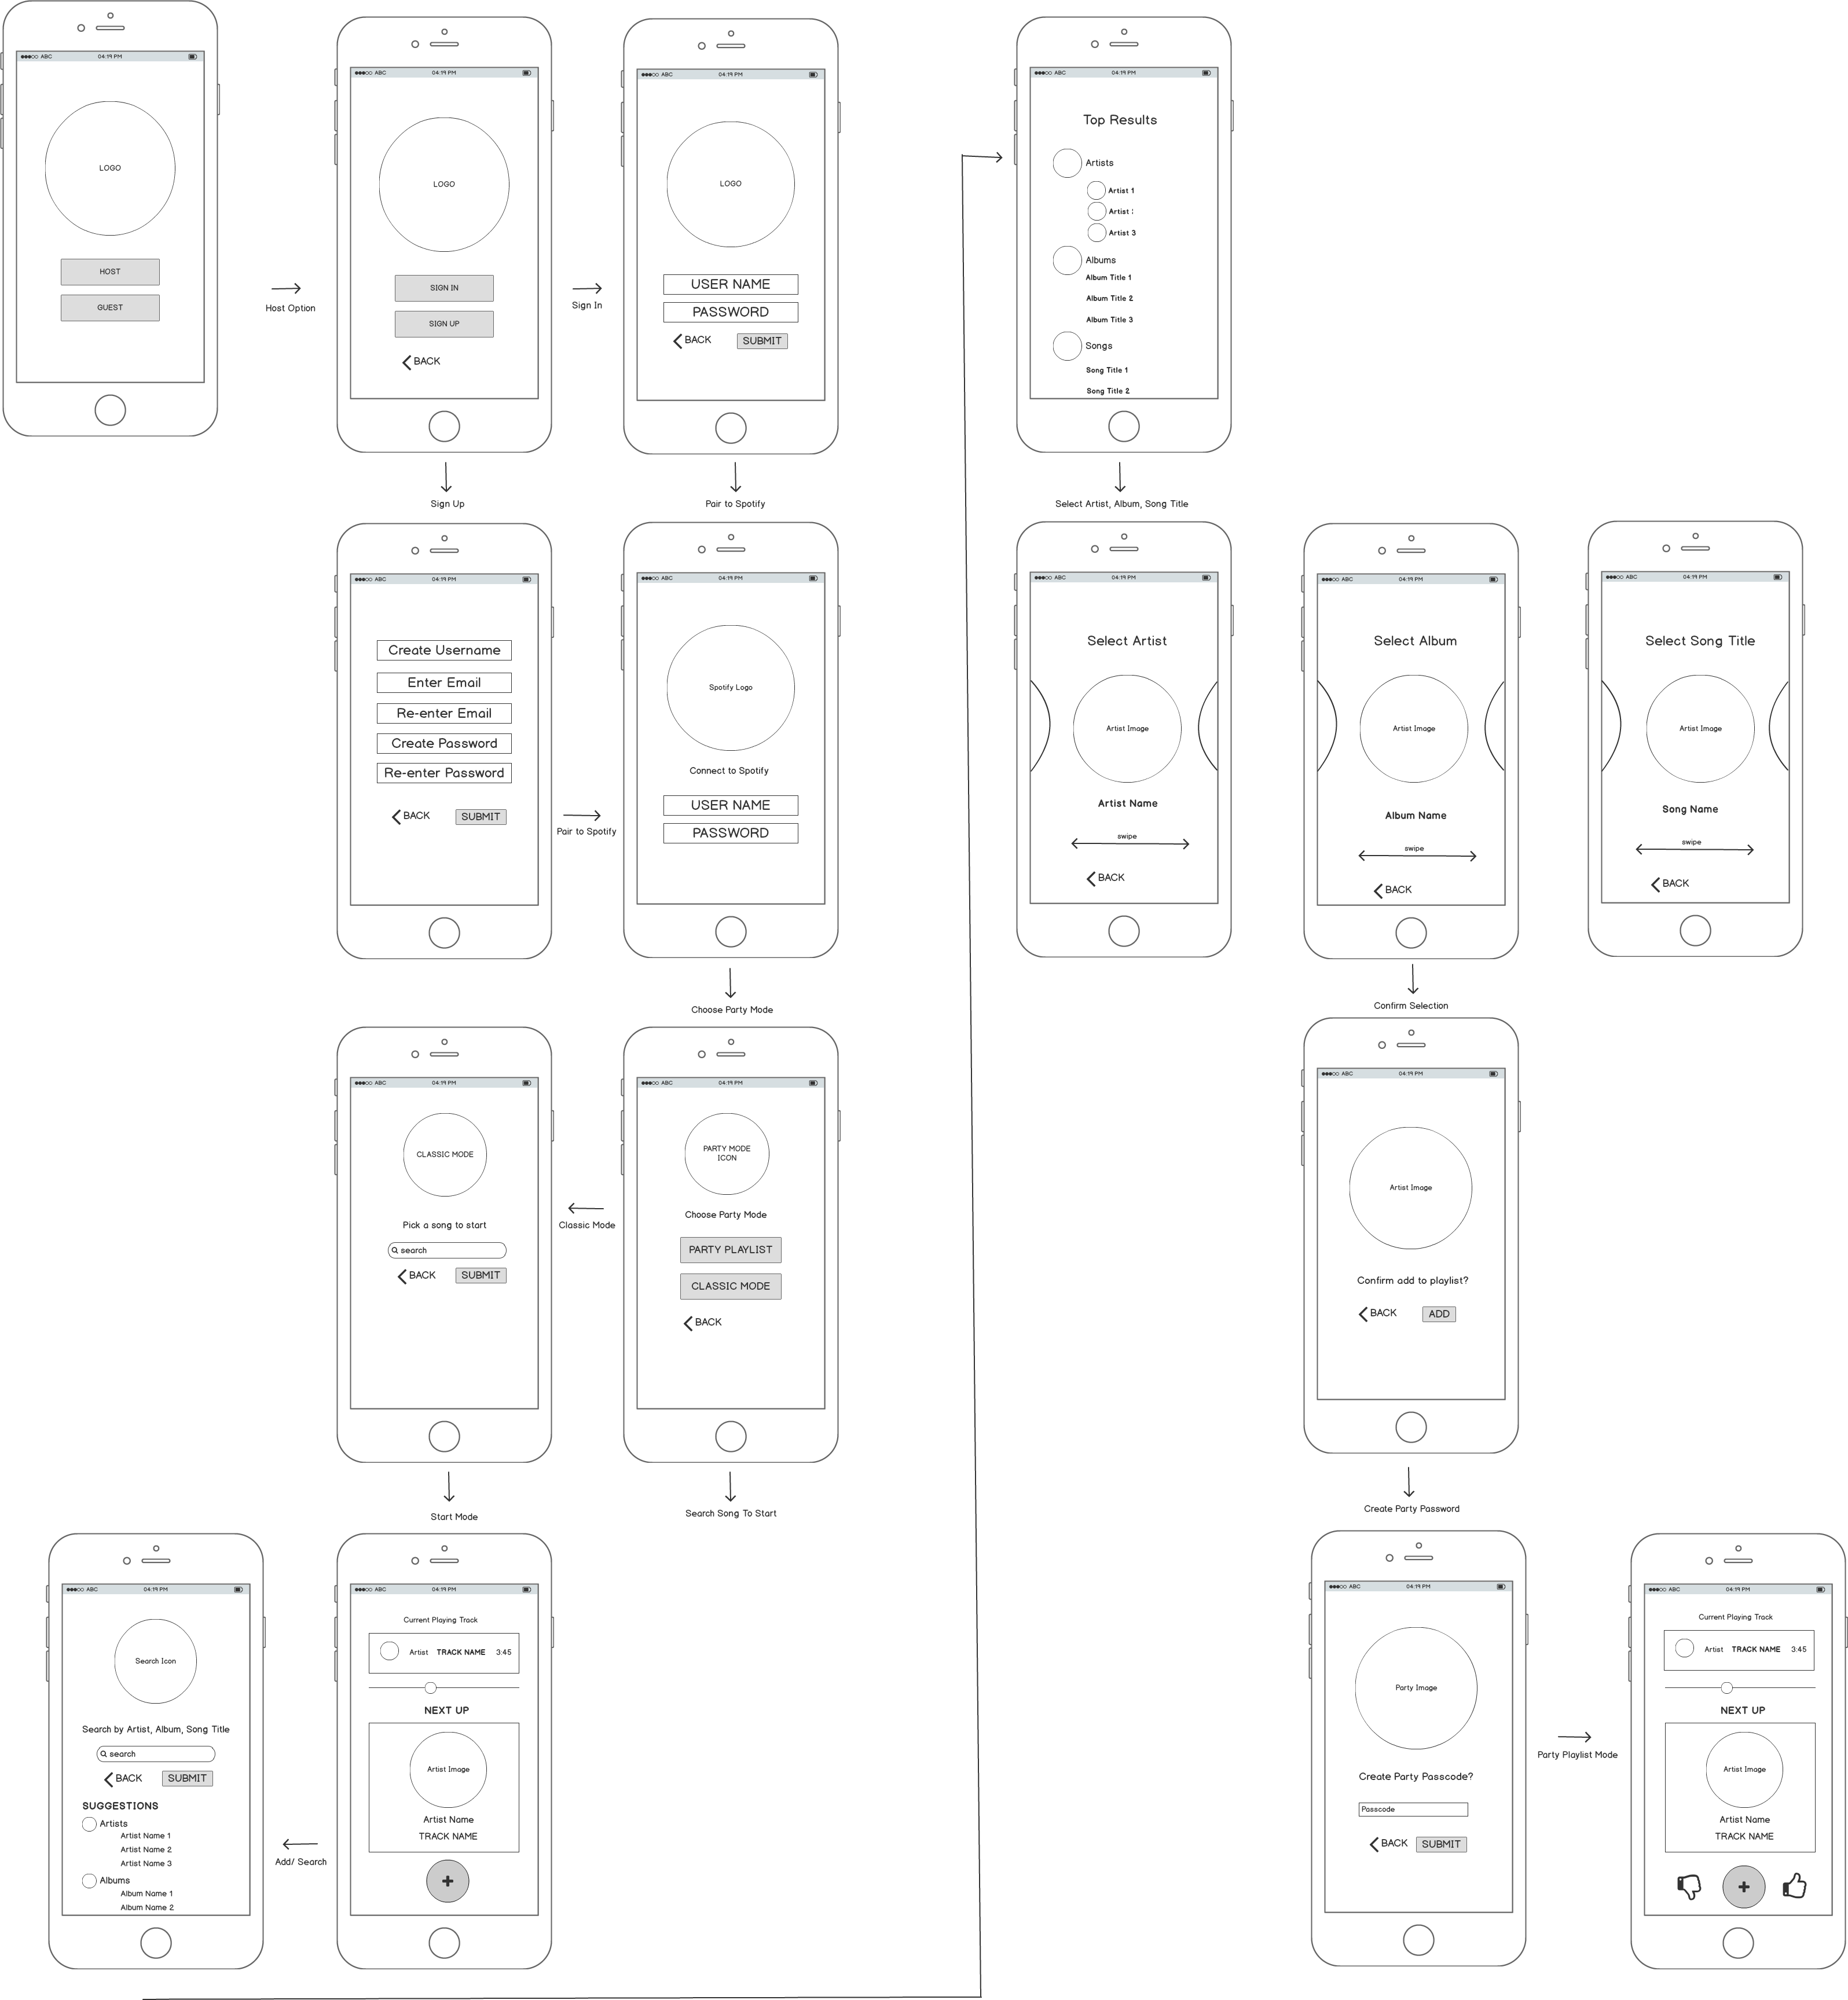 ●●●○○ ABC 04:19 PM
LOGO
HOST
GUEST
Host Option
●●●○○ ABC 04:19 PM
LOGO
SIGN IN
SIGN UP
BACK
Sign In
●●●○○ ABC 04:19 PM
LOGO
USER NAME
PASSWORD
BACK SUBMIT
Sign Up
Pair to Spotify
●●●○○ ABC 04:19 PM
Create Username
Enter Email
Re-enter Email
Create Password
Re-enter Password
BACK SUBMIT
Pair to Spotify
●●●○○ ABC 04:19 PM
Spotify Logo
Connect to Spotify
USER NAME
PASSWORD
Choose Party Mode
●●●○○ ABC 04:19 PM
PARTY MODE
ICON
Choose Party Mode
PARTY PLAYLIST
CLASSIC MODE
BACK
Classic Mode
●●●○○ ABC 04:19 PM
CLASSIC MODE
Pick a song to start
search
BACK SUBMIT
Start Mode
Search Song To Start
●●●○○ ABC 04:19 PM
Current Playing Track
Artist TRACK NAME 3:45
NEXT UP
Artist Image
Artist Name
TRACK NAME
+
Add/ Search
●●●○○ ABC 04:19 PM
Search Icon
Search by Artist, Album, Song Title
search
BACK SUBMIT
SUGGESTIONS
Artists
Artist Name 1
Artist Name 2
Artist Name 3
Albums
Album Name 1
Album Name 2
●●●○○ ABC 04:19 PM
Top Results
Artists
Artist 1
Artist :
Artist 3
Albums
Album Title 1
Album Title 2
Album Title 3
Songs
Song Title 1
Song Title 2
Select Artist, Album, Song Title
●●●○○ ABC 04:19 PM
Select Artist
Artist Image
Artist Name
swipe
BACK
●●●○○ ABC 04:19 PM
Select Album
Artist Image
Album Name
swipe
BACK
●●●○○ ABC 04:19 PM
Select Song Title
Artist Image
Song Name
swipe
BACK
Confirm Selection
●●●○○ ABC 04:19 PM
Artist Image
Confirm add to playlist?
BACK ADD
Create Party Password
●●●○○ ABC 04:19 PM
Party Image
Create Party Passcode?
Passcode
BACK SUBMIT
Party Playlist Mode
●●●○○ ABC 04:19 PM
Current Playing Track
Artist TRACK NAME 3:45
NEXT UP
Artist Image
Artist Name
TRACK NAME
+